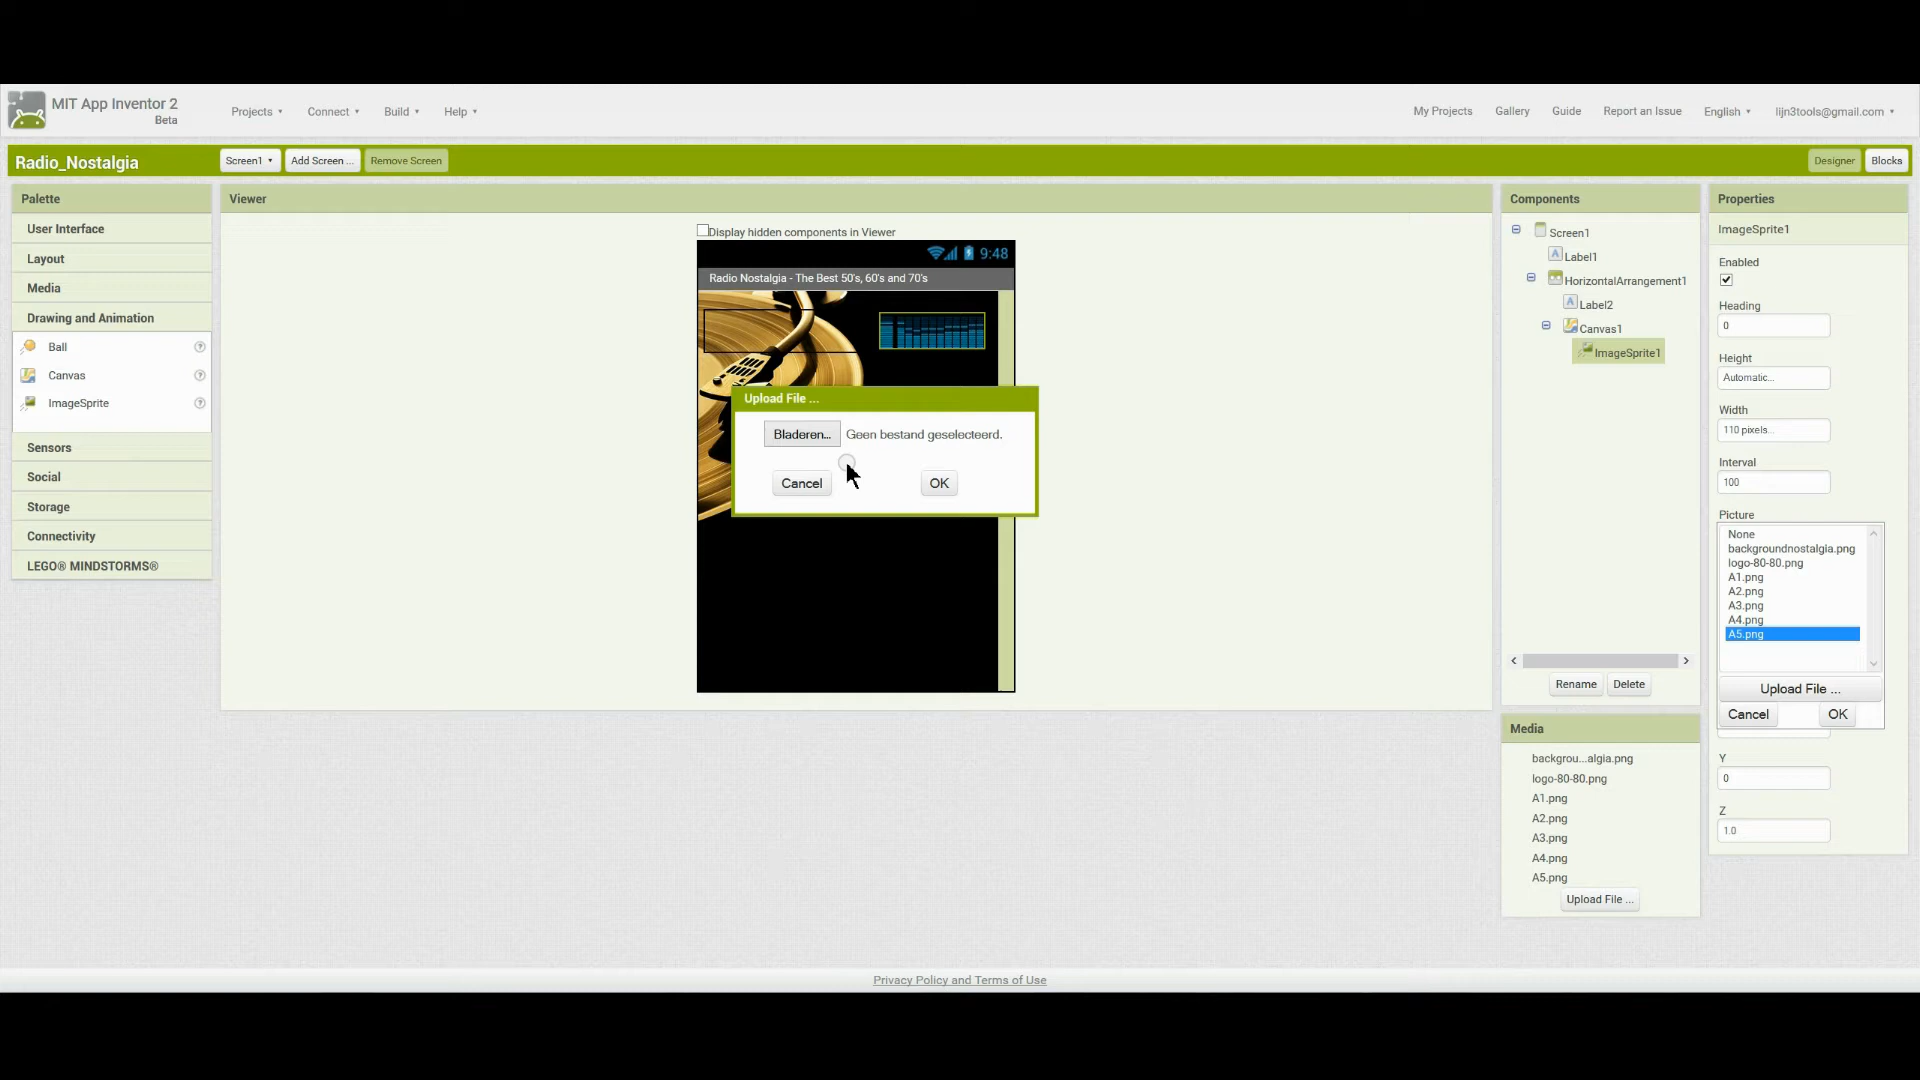 MIT App Inventor 2
Beta
Projects
Connect
Build
Help
My Projects
Gallery
Guide
Report an Issue
English
lijn3tools@gmail.com
Radio_Nostalgia
Screen1
Add Screen ...
Remove Screen
Designer
Blocks
Palette
User Interface
Layout
Media
Drawing and Animation
Ball
?
Canvas
?
ImageSprite
?
Sensors
Social
Storage
Connectivity
LEGO® MINDSTORMS®
Viewer
Display hidden components in Viewer
9:48
Radio Nostalgia - The Best 50's, 60's and 70's
Upload File ...
Bladeren...
Geen bestand geselecteerd.
Cancel
OK
Components
Screen1
A Label1
HorizontalArrangement1
A Label2
Canvas1
ImageSprite1
Rename
Delete
Media
backgrou...algia.png
logo-80-80.png
A1.png
A2.png
A3.png
A4.png
A5.png
Upload File ...
Properties
ImageSprite1
Enabled
Heading
0
Height
Automatic...
Width
110 pixels...
Interval
100
Picture
None
backgroundnostalgia.png
logo-80-80.png
A1.png
A2.png
A3.png
A4.png
A5.png
Upload File ...
Cancel
OK
Y
0
Z
1.0
Privacy Policy and Terms of Use